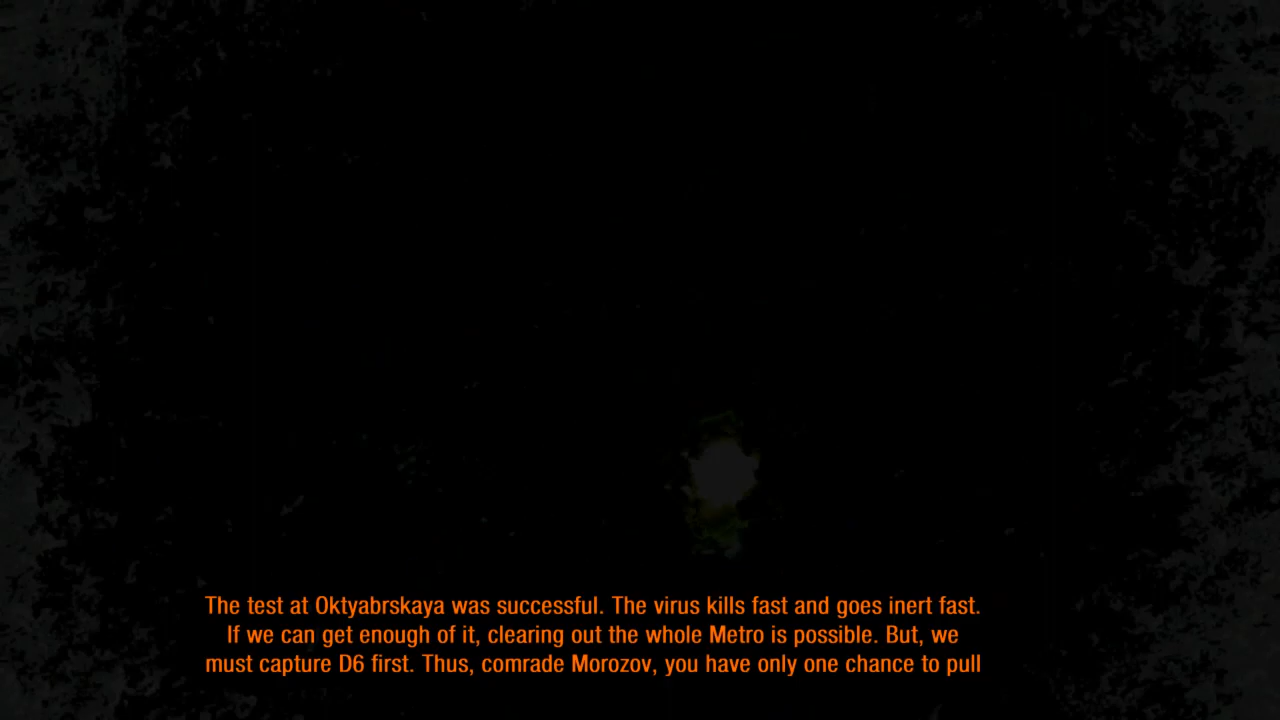 The test at Oktyabrskaya was successful. The virus kills fast and goes inert fast.
If we can get enough of it, clearing out the whole Metro is possible. But, we
must capture D6 first. Thus, comrade Morozov, you have only one chance to pull